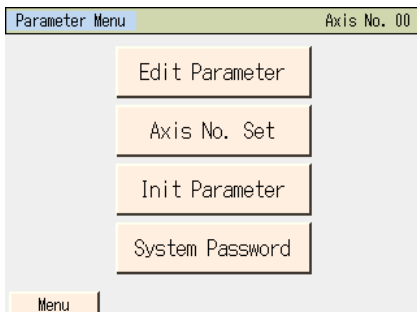 Parameter Menu Axis No. 00
Edit Parameter
Axis No. Set
Init Parameter
System Password
Menu